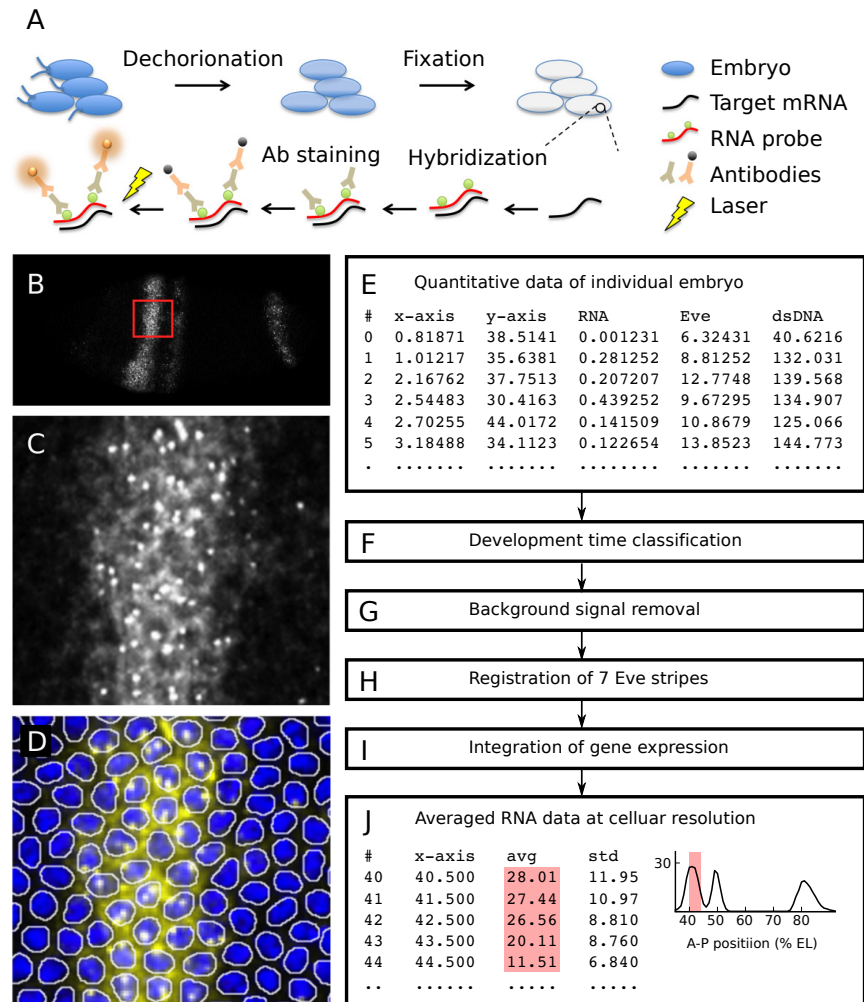 A
Dechorionation
Fixation
Embryo
Target mRNA
RNA probe
Antibodies
Laser
Ab staining
Hybridization
B
C
D
E Quantitative data of individual embryo
# x-axis y-axis RNA Eve dsDNA
0 0.81871 38.5141 0.001231 6.32431 40.6216
1 1.01217 35.6381 0.281252 8.81252 132.031
2 2.16762 37.7513 0.207207 12.7748 139.568
3 2.54483 30.4163 0.439252 9.67295 134.907
4 2.70255 44.0172 0.141509 10.8679 125.066
5 3.18488 34.1123 0.122654 13.8523 144.773
. ....... ....... ........ ....... .......
F Development time classification
G Background signal removal
H Registration of 7 Eve stripes
I Integration of gene expression
J Averaged RNA data at celluar resolution
# x-axis avg std
40 40.500 28.01 11.95
41 41.500 27.44 10.97
42 42.500 26.56 8.810
43 43.500 20.11 8.760
44 44.500 11.51 6.840
.. ...... ..... .....
30
40 50 60 70 80
A-P positiion (% EL)